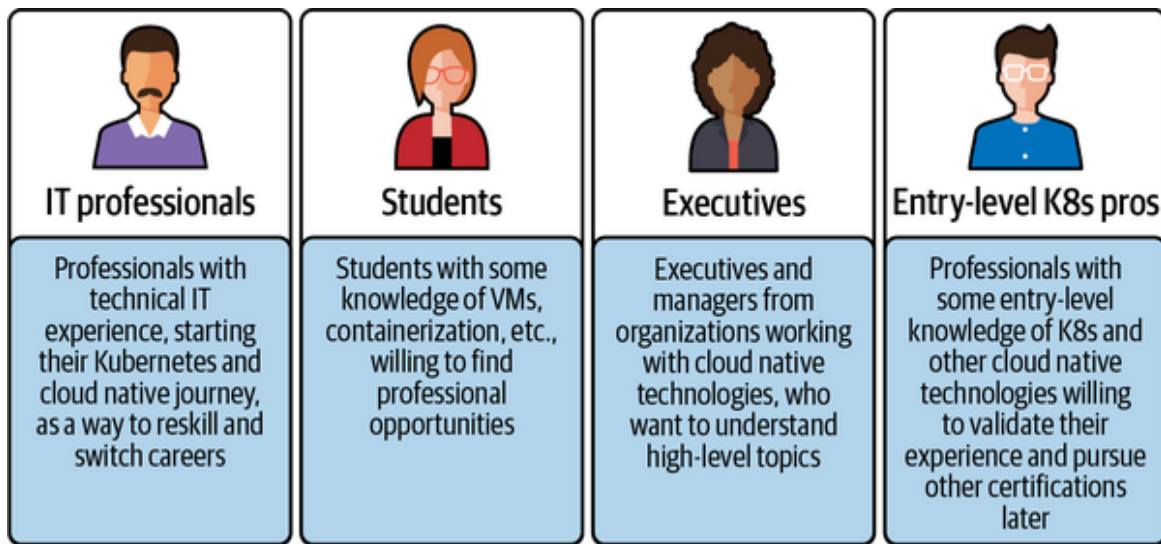 IT professionals
Professionals with
technical IT
experience, starting
their Kubernetes and
cloud native journey,
as a way to reskill and
switch careers
Students
Students with some
knowledge of VMs,
containerization, etc.,
willing to find
professional
opportunities
Executives
Executives and
managers from
organizations working
with cloud native
technologies, who
want to understand
high-level topics
Entry-level K8s pros
Professionals with
some entry-level
knowledge of K8s and
other cloud native
technologies willing
to validate their
experience and pursue
other certifications
later